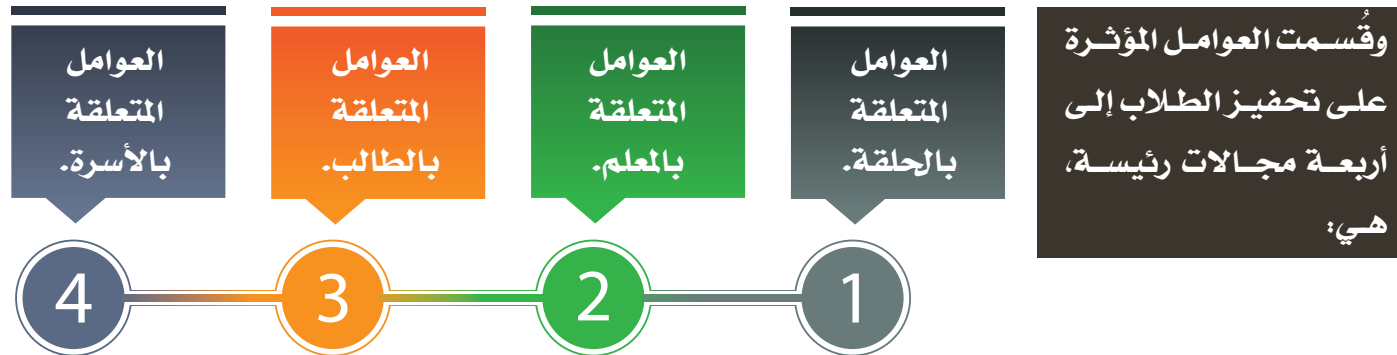 وقُسمت العوامل المؤثرة
على تحفيز الطلاب إلى
أربعة مجالات رئيسة،
هي:
العوامل
المتعلقة
بالحلقة.
1
العوامل
المتعلقة
بالمعلم.
2
العوامل
المتعلقة
بالطالب.
3
العوامل
المتعلقة
بالأسرة.
4